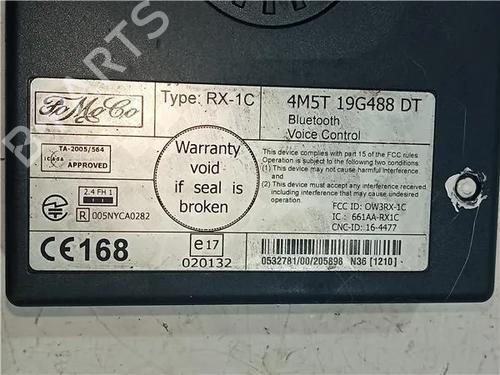 B-PARTS
FoMoCo
Type: RX-1C
4M5T 19G488 DT
Bluetooth
Voice Control
TA-2005/564
ICASA
APPROVED
Warranty
void
if seal is
broken
This device complies with part 15 of the FCC rules
Operation is subject to the following two conditions:
(1) This device may not cause harmful interference
and
(2) This device must accept any interference received,
including interference that may cause undesired
operation
2.4 FH 1
R 005NYCA0282
FCC ID: OW3RX-1C
IC : 661AA-RX1C
CNC-ID: 16-4477
CE168
e17
020132
0532781/00/205898 N36 [1210]